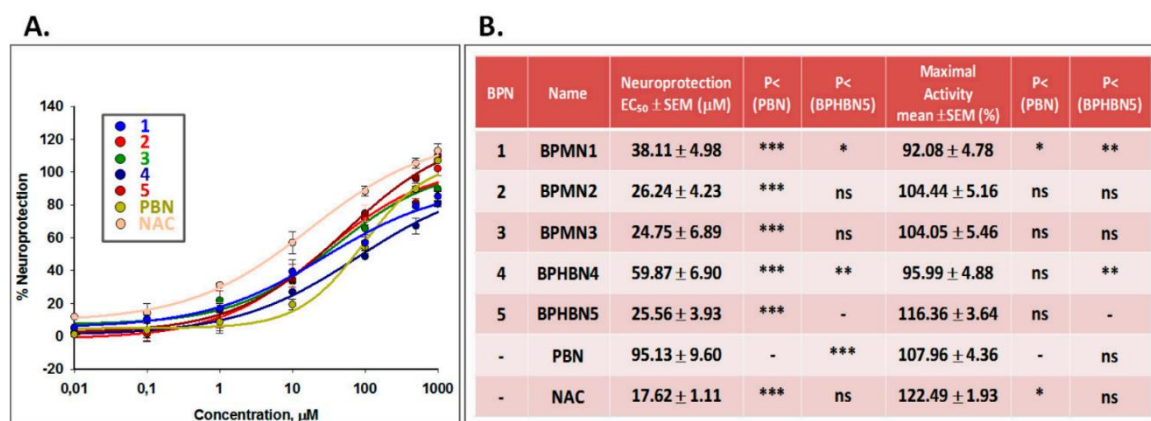 A.
B.
140
120
100
80
60
40
20
0
-20
% Neuroprotection
1
2
3
4
5
PBN
NAC
0,01 0,1 1 10 100 1000
Concentration, µM
BPN Name Neuroprotection EC₅₀ ±SEM (µM) P< (PBN) P< (BPHBN5) Maximal Activity mean ±SEM (%) P< (PBN) P< (BPHBN5)
1 BPMN1 38.11 ± 4.98 *** * 92.08 ± 4.78 * **
2 BPMN2 26.24 ± 4.23 *** ns 104.44 ± 5.16 ns ns
3 BPMN3 24.75 ± 6.89 *** ns 104.05 ± 5.46 ns ns
4 BPHBN4 59.87 ± 6.90 *** ** 95.99 ± 4.88 ns **
5 BPHBN5 25.56 ± 3.93 *** - 116.36 ± 3.64 ns -
- PBN 95.13 ± 9.60 - *** 107.96 ± 4.36 - ns
- NAC 17.62 ± 1.11 *** ns 122.49 ± 1.93 * ns